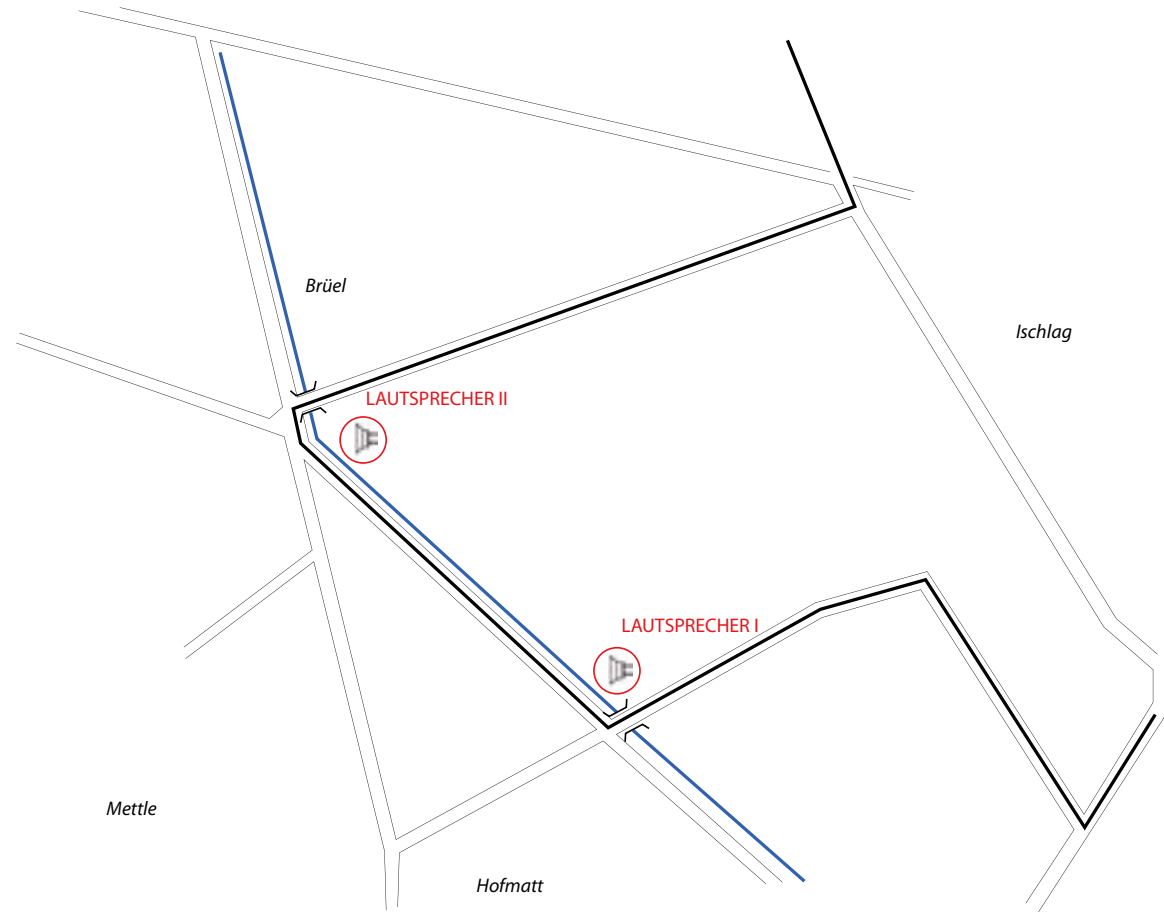 Brüel
Ischlag
LAUTSPRECHER II
LAUTSPRECHER I
Mettle
Hofmatt